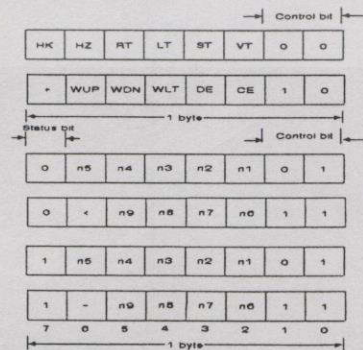 Control bit
HK HZ RT LT ST VT 0 0
WUP WDN WLT DE CE 1 0
1 byte
Status bit Control bit
0 n5 n4 n3 n2 n1 0 1
0 < n9 n8 n7 n6 1 1
1 n5 n4 n3 n2 n1 0 1
1 - n9 n8 n7 n6 1 1
7 6 5 4 3 2 1 0
1 byte